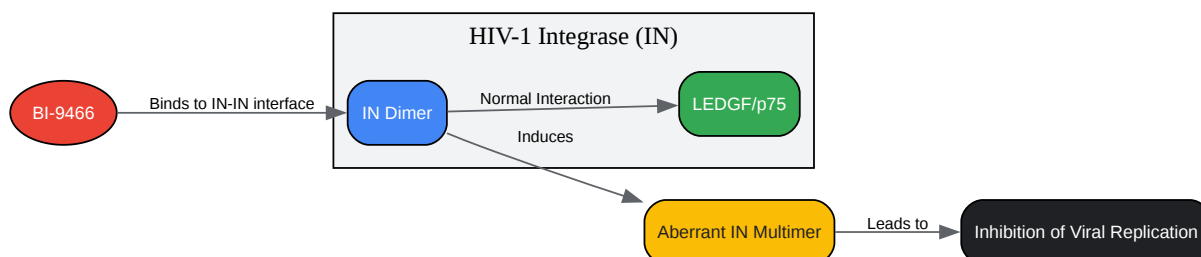 HIV-1 Integrase (IN)
BI-9466
Binds to IN-IN interface
IN Dimer
Normal Interaction
LEDGF/p75
Induces
Aberrant IN Multimer
Leads to
Inhibition of Viral Replication